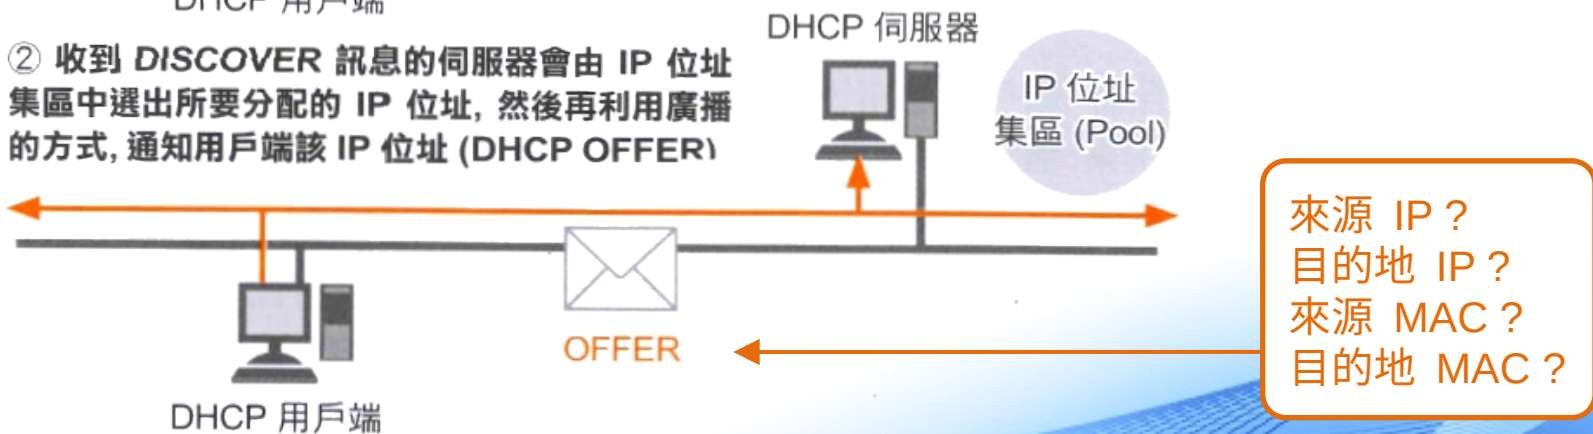 DHCP 用戶端
② 收到 DISCOVER 訊息的伺服器會由 IP 位址
集區中選出所要分配的 IP 位址, 然後再利用廣播
的方式, 通知用戶端該 IP 位址 (DHCP OFFER)
DHCP 伺服器
IP 位址
集區 (Pool)
OFFER
DHCP 用戶端
來源 IP ?
目的地 IP ?
來源 MAC ?
目的地 MAC ?